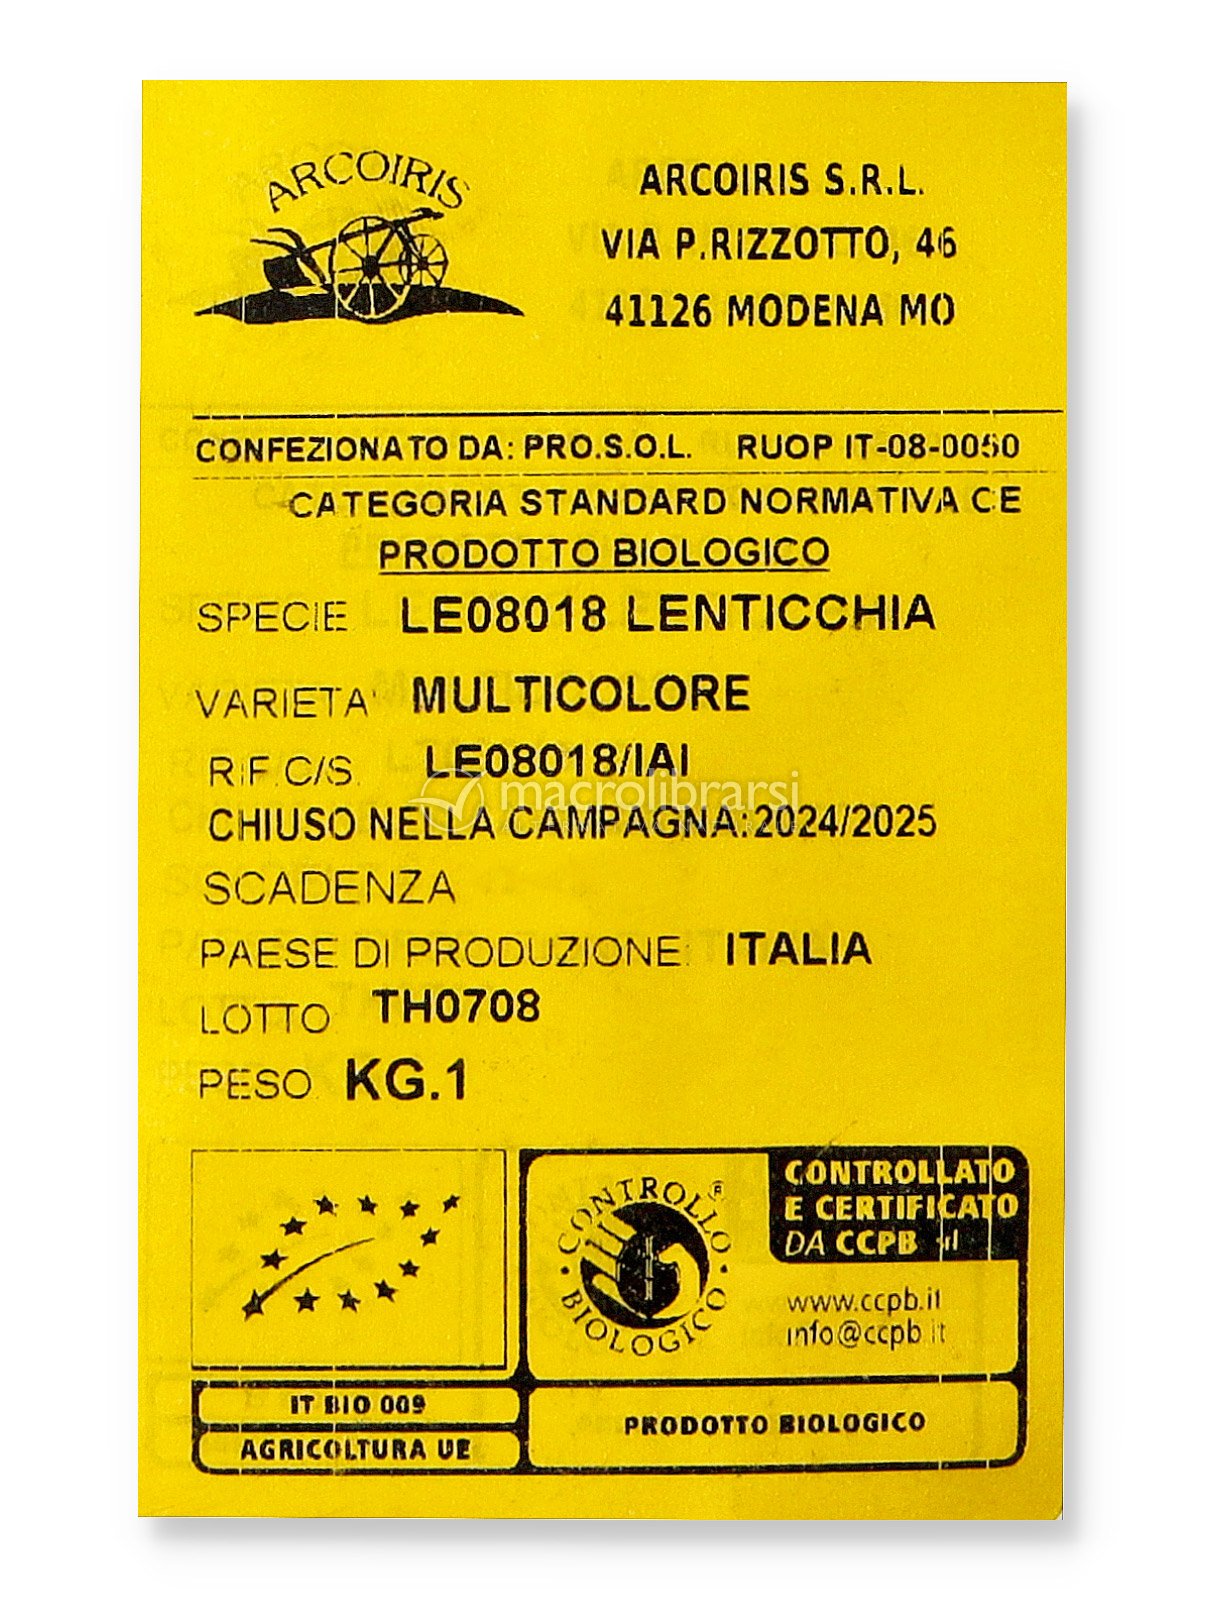 ARCOIRIS
ARCOIRIS S.R.L.
VIA P.RIZZOTTO, 46
41126 MODENA MO
CONFEZIONATO DA: PRO.S.O.L. RUOP IT-08-0050
CATEGORIA STANDARD NORMATIVA CE
PRODOTTO BIOLOGICO
SPECIE LE08018 LENTICCHIA
VARIETA' MULTICOLORE
RIF.C/S. LE08018/IAI
macrolibrarsi
CHIUSO NELLA CAMPAGNA:2024/2025
SCADENZA
PAESE DI PRODUZIONE: ITALIA
LOTTO TH0708
PESO KG.1
CONTROLLO BIOLOGICO ®
CONTROLLATO
E CERTIFICATO
DA CCPB srl
www.ccpb.it
info@ccpb.it
IT BIO 009
AGRICOLTURA UE
PRODOTTO BIOLOGICO